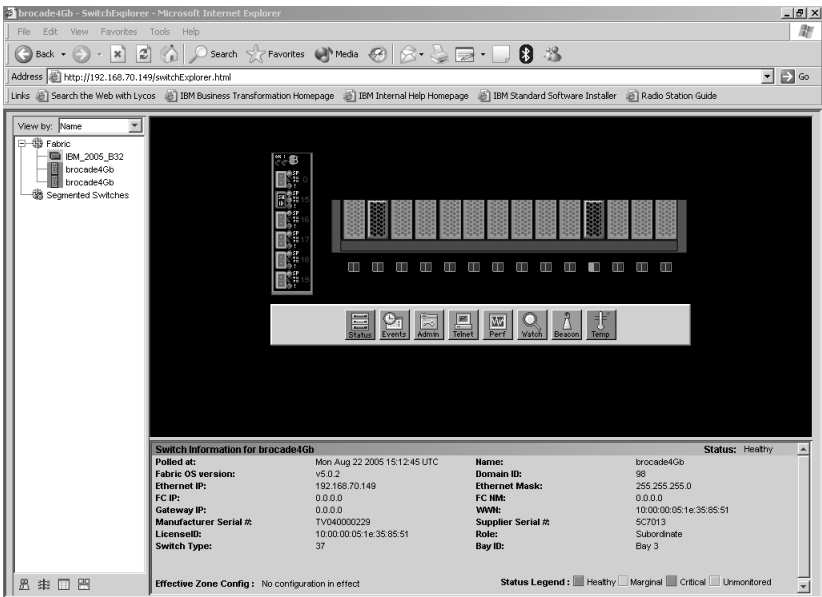 brocade4Gb - SwitchExplorer - Microsoft Internet Explorer
File Edit View Favorites Tools Help
Back Search Favorites Media
Address http://192.168.70.149/switchExplorer.html Go
Links Search the Web with Lycos IBM Business Transformation Homepage IBM Internal Help Homepage IBM Standard Software Installer Radio Station Guide
View by: Name
Fabric
IBM_2005_B32
brocade4Gb
brocade4Gb
Segmented Switches
0
15
16
17
18
19
Status Events Admin Telnet Perf Watch Beacon Temp
Switch Information for brocade4Gb Status: Healthy
Polled at: Mon Aug 22 2005 15:12:45 UTC Name: brocade4Gb
Fabric OS version: v5.0.2 Domain ID: 98
Ethernet IP: 192.168.70.149 Ethernet Mask: 255.255.255.0
FC IP: 0.0.0.0 FC NM: 0.0.0.0
Gateway IP: 0.0.0.0 WWN: 10:00:00:05:1e:35:85:51
Manufacturer Serial #: TV040000229 Supplier Serial #: 5C7013
LicenseID: 10:00:00:05:1e:35:85:51 Role: Subordinate
Switch Type: 37 Bay ID: Bay 3
Effective Zone Config : No configuration in effect Status Legend : Healthy Marginal Critical Unmonitored